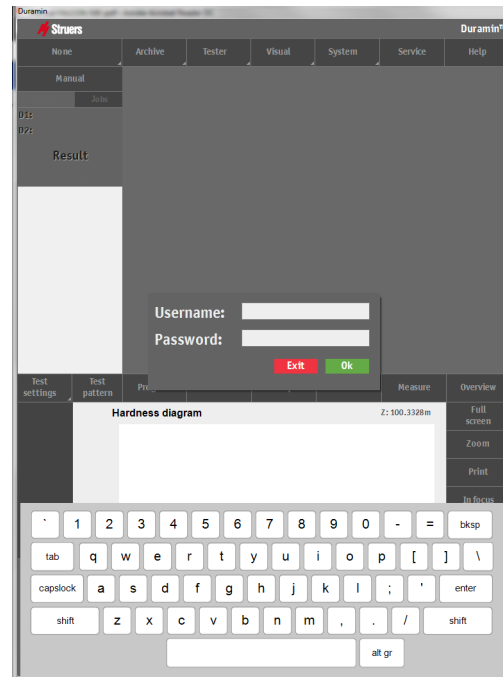 Duramin
Struers Duramin
None Archive Tester Visual System Service Help
Manual
Jobs
D1:
D2:
Result
Username:
Password:
Exit Ok
Test settings Test pattern Measure Overview
Hardness diagram Z: 100.3328m
Full screen
Zoom
Print
In focus
` 1 2 3 4 5 6 7 8 9 0 - = bksp
tab q w e r t y u i o p [ ] \
capslock a s d f g h j k l ; ' enter
shift z x c v b n m , . / shift
alt gr